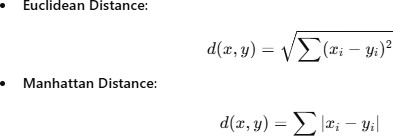 • Euclidean Distance:
d(x, y) = √∑(xᵢ − yᵢ)²
• Manhattan Distance:
d(x, y) = ∑ |xᵢ − yᵢ|